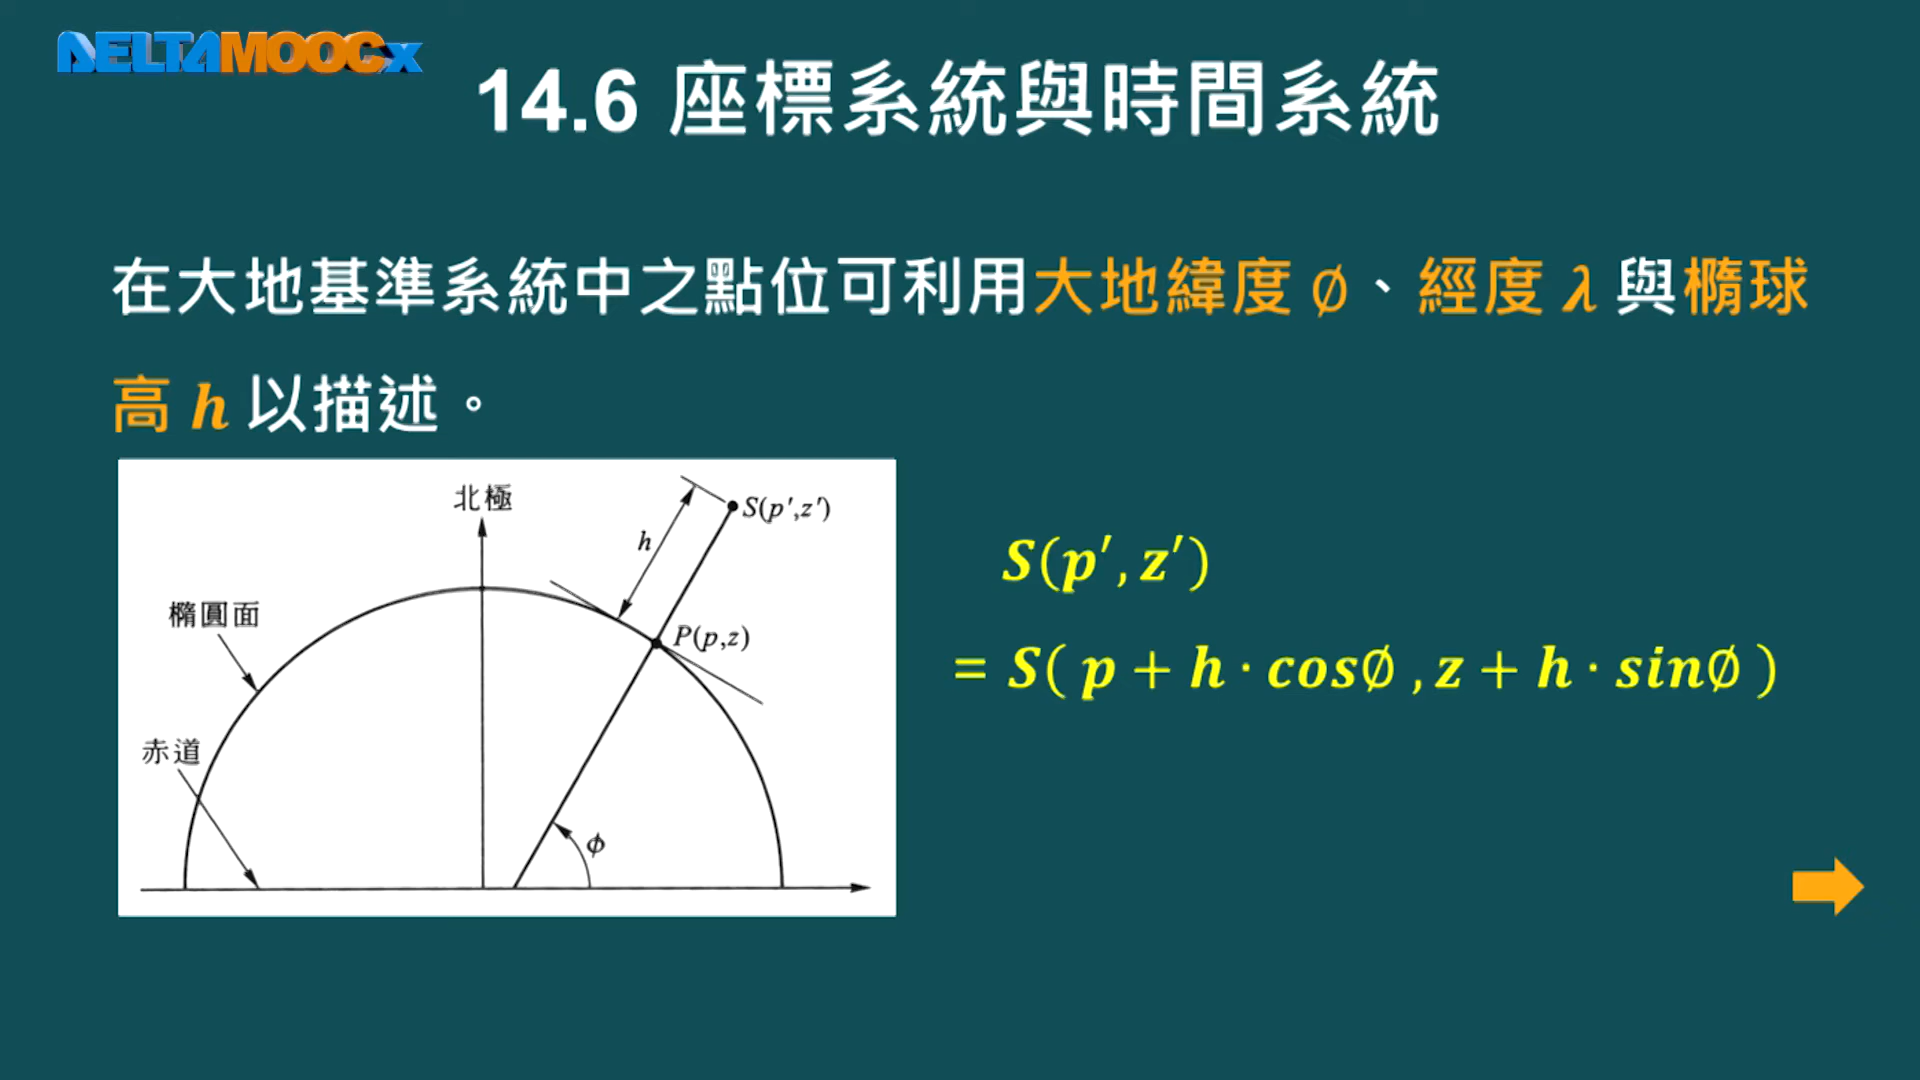 DELTAMOOCx
14.6 座標系統與時間系統
在大地基準系統中之點位可利用大地緯度 ∅、經度 λ 與橢球
高 h 以描述。
北極
S(p′,z′)
h
橢圓面
P(p,z)
赤道
ϕ
S(p′, z′)
= S( p + h · cos∅ , z + h · sin∅ )